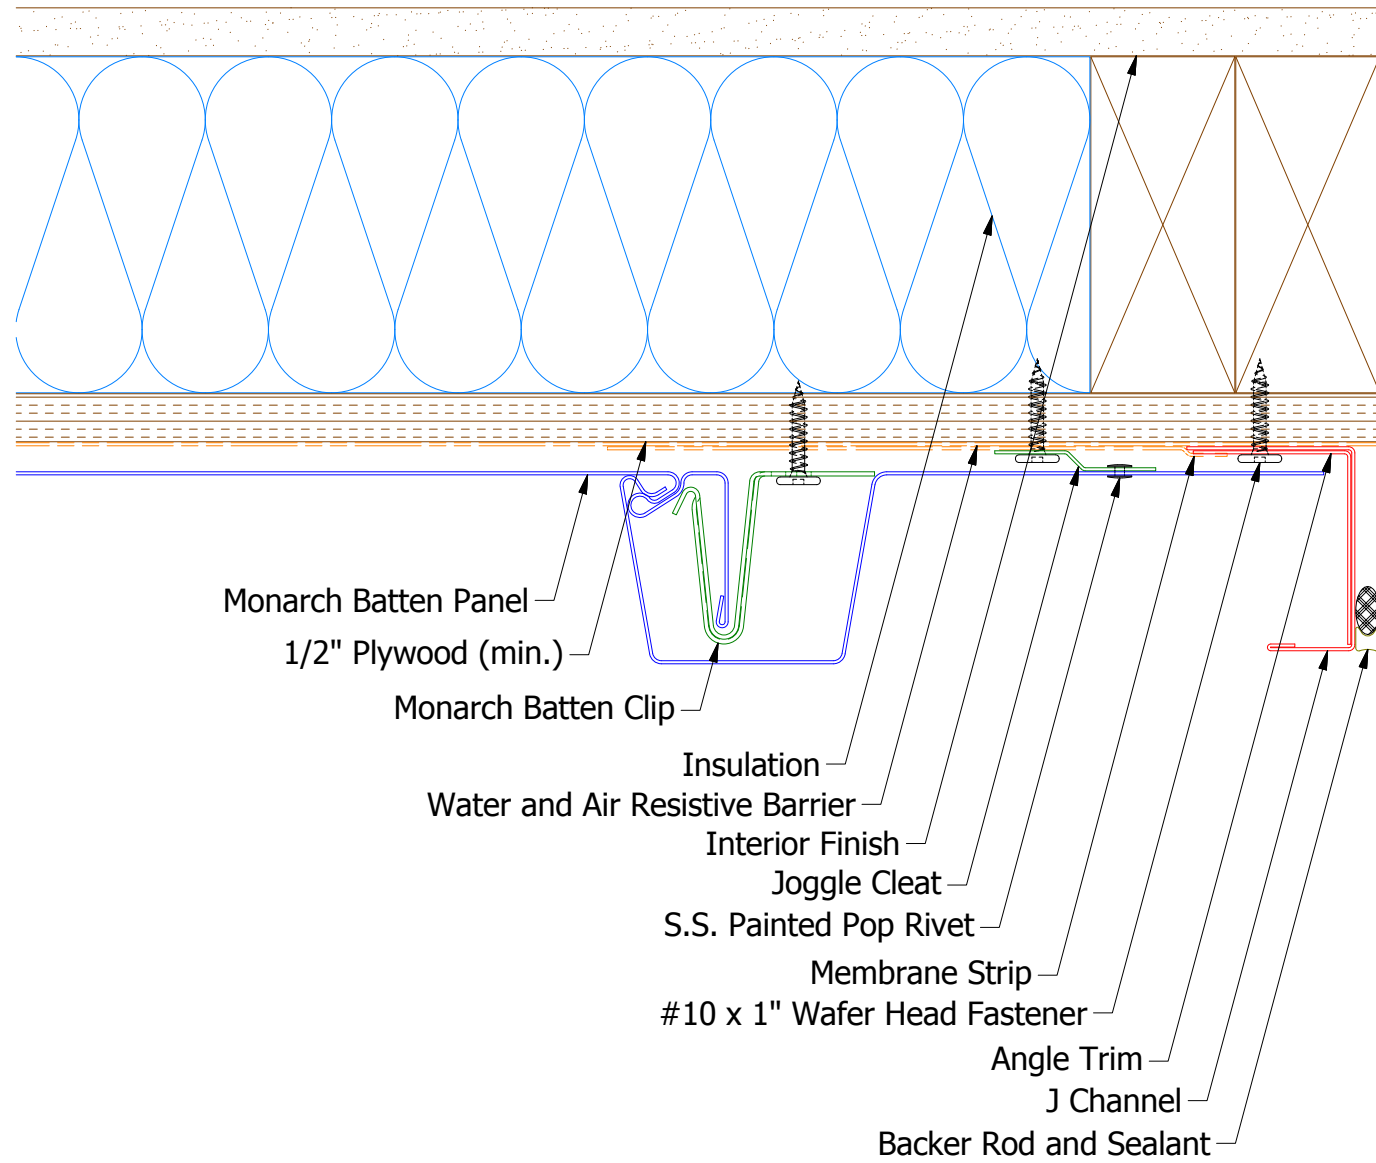 Monarch Batten Panel
1/2" Plywood (min.)
Monarch Batten Clip
Insulation
Water and Air Resistive Barrier
Interior Finish
Joggle Cleat
S.S. Painted Pop Rivet
Membrane Strip
#10 x 1" Wafer Head Fastener
Angle Trim
J Channel
Backer Rod and Sealant